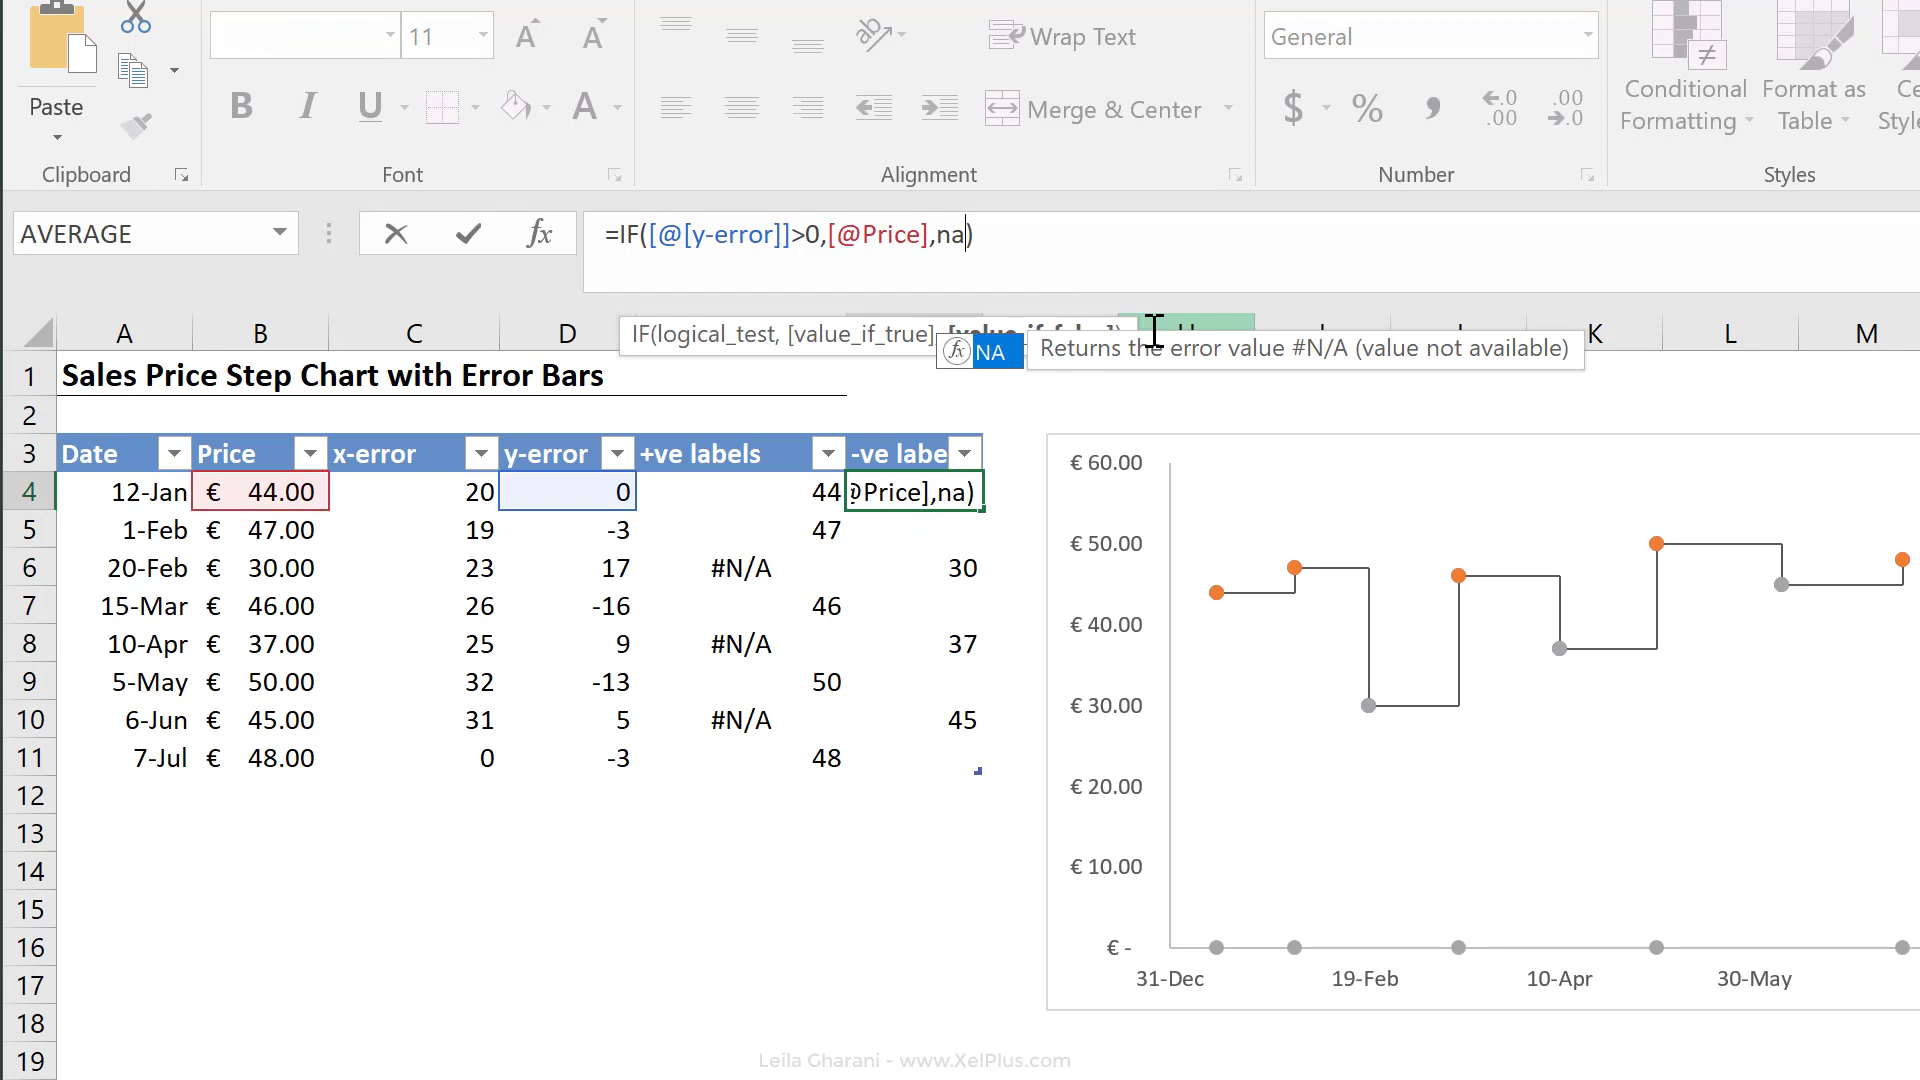 11
A
A
Wrap Text
General
Paste
B I U
A
Merge & Center
$ % ,
.0 .00
.00 .0
Conditional
Formatting
Format as
Table
Clipboard
Font
Alignment
Number
Styles
AVERAGE
fx
=IF([@[y-error]]>0,[@Price],na)
IF(logical_test, [value_if_true],
fx NA
Returns the error value #N/A (value not available)
A B C D K L M
1 Sales Price Step Chart with Error Bars
2
3 Date Price x-error y-error +ve labels -ve labe
4 12-Jan € 44.00 20 0 44 @Price],na)
5 1-Feb € 47.00 19 -3 47
6 20-Feb € 30.00 23 17 #N/A 30
7 15-Mar € 46.00 26 -16 46
8 10-Apr € 37.00 25 9 #N/A 37
9 5-May € 50.00 32 -13 50
10 6-Jun € 45.00 31 5 #N/A 45
11 7-Jul € 48.00 0 -3 48
12
13
14
15
16
17
18
19
€ 60.00
€ 50.00
€ 40.00
€ 30.00
€ 20.00
€ 10.00
€ -
31-Dec 19-Feb 10-Apr 30-May
Leila Gharani - www.XelPlus.com